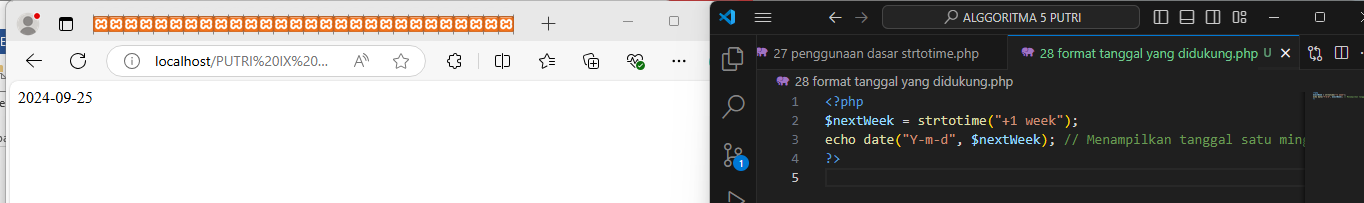 localhost/PUTRI%20IX%20...
2024-09-25
ALGGORITMA 5 PUTRI
27 penggunaan dasar strtotime.php
28 format tanggal yang didukung.php U
28 format tanggal yang didukung.php
1 <?php
2 $nextWeek = strtotime("+1 week");
3 echo date("Y-m-d", $nextWeek); // Menampilkan tanggal satu ming
4 ?>
5
1